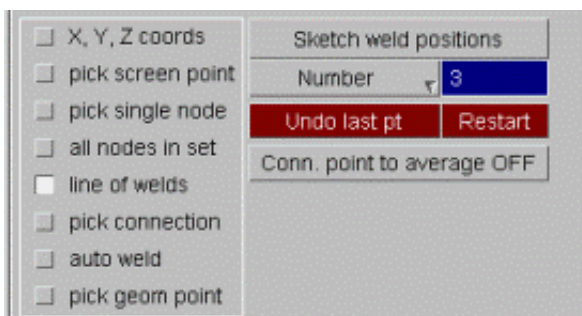 X, Y, Z coords
pick screen point
pick single node
all nodes in set
line of welds
pick connection
auto weld
pick geom point
Sketch weld positions
Number 3
Undo last pt Restart
Conn. point to average OFF